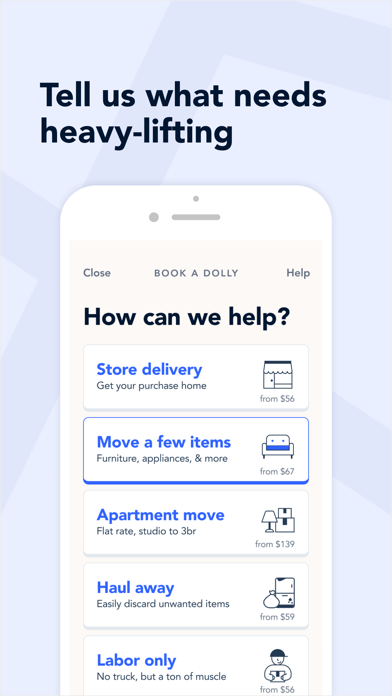 Tell us what needs
heavy-lifting
Close
BOOK A DOLLY
Help
How can we help?
Store delivery
Get your purchase home
from $56
Move a few items
Furniture, appliances, & more
from $67
Apartment move
Flat rate, studio to 3br
from $139
Haul away
Easily discard unwanted items
from $59
Labor only
No truck, but a ton of muscle
from $56